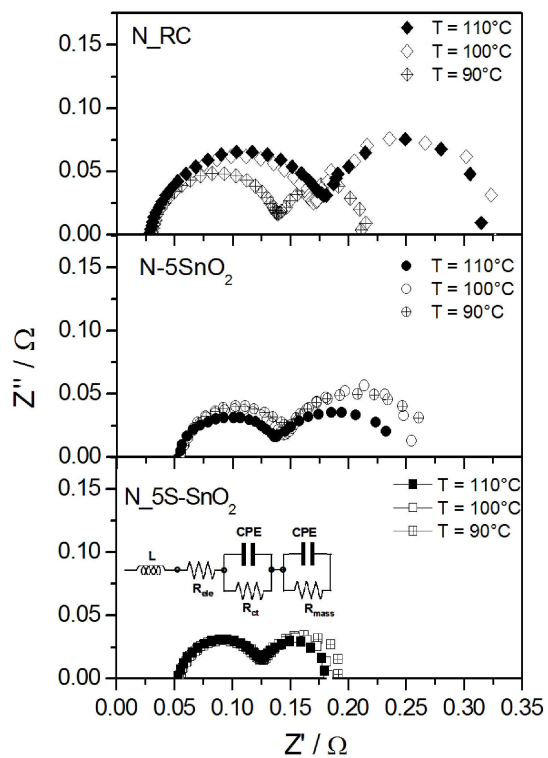 N_RC
T = 110°C
T = 100°C
T = 90°C
0.15
0.10
0.05
0.00
N-5SnO₂
T = 110°C
T = 100°C
T = 90°C
0.15
0.10
0.05
0.00
Z'' / Ω
N_5S-SnO₂
T = 110°C
T = 100°C
T = 90°C
0.15
0.10
0.05
0.00
CPE
CPE
L
Rele
Rct
Rmass
0.00 0.05 0.10 0.15 0.20 0.25 0.30 0.35
Z' / Ω